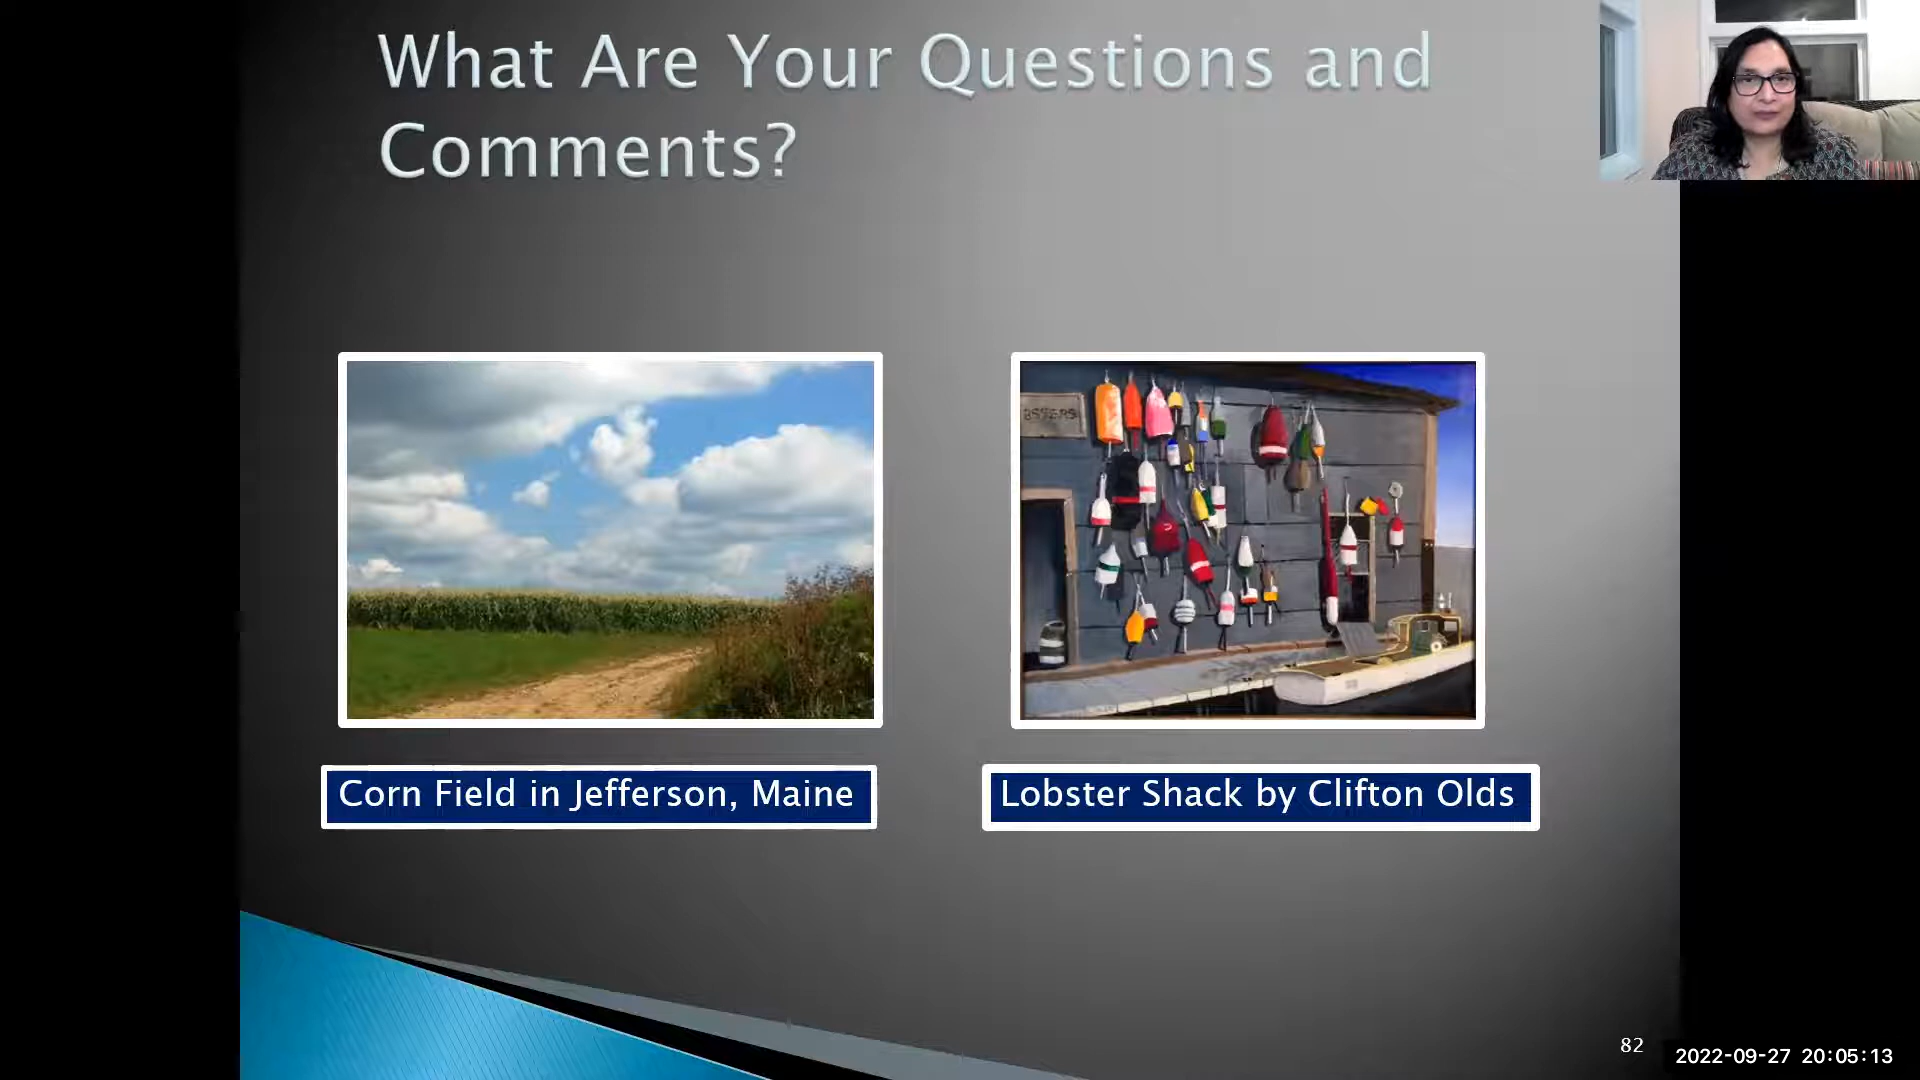 What Are Your Questions and
Comments?
Corn Field in Jefferson, Maine
Lobster Shack by Clifton Olds
82
2022-09-27 20:05:13